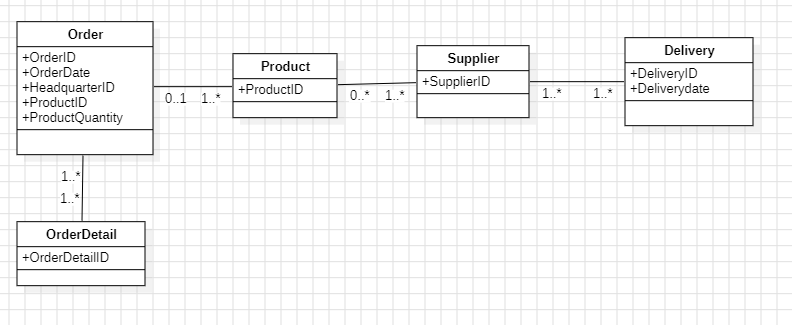 Order
+OrderID
+OrderDate
+HeadquarterID
+ProductID
+ProductQuantity
0..1 1..*
Product
+ProductID
0..* 1..*
Supplier
+SupplierID
1..* 1..*
Delivery
+DeliveryID
+Deliverydate
1..*
1..*
OrderDetail
+OrderDetailID